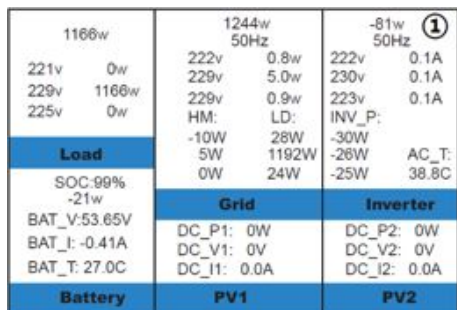 1166w
221v 0w
229v 1166w
225v 0w
Load
1244w
50Hz
222v 0.8w
229v 5.0w
229v 0.9w
HM: LD:
-10W 28W
5W 1192W
0W 24W
Grid
-81w ①
50Hz
222v 0.1A
230v 0.1A
223v 0.1A
INV_P:
-30W
-26W AC_T:
-25W 38.8C
Inverter
SOC:99%
-21w
BAT_V:53.65V
BAT_I: -0.41A
BAT_T: 27.0C
Battery
DC_P1: 0W
DC_V1: 0V
DC_I1: 0.0A
PV1
DC_P2: 0W
DC_V2: 0V
DC_I2: 0.0A
PV2